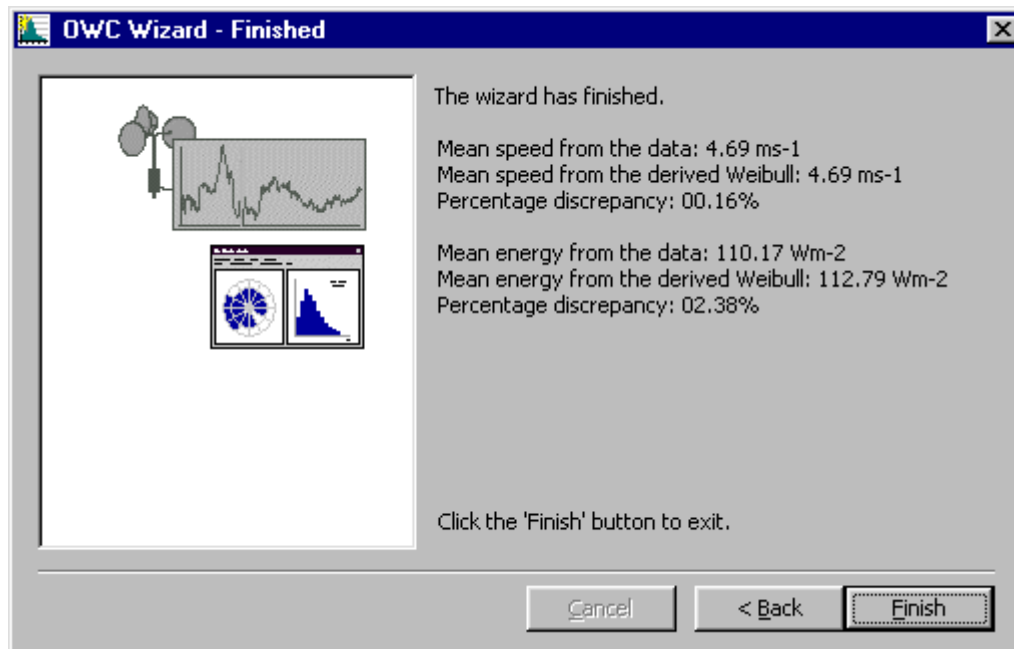 OWC Wizard - Finished
The wizard has finished.
Mean speed from the data: 4.69 ms-1
Mean speed from the derived Weibull: 4.69 ms-1
Percentage discrepancy: 00.16%
Mean energy from the data: 110.17 Wm-2
Mean energy from the derived Weibull: 112.79 Wm-2
Percentage discrepancy: 02.38%
Click the 'Finish' button to exit.
Cancel
< Back
Finish